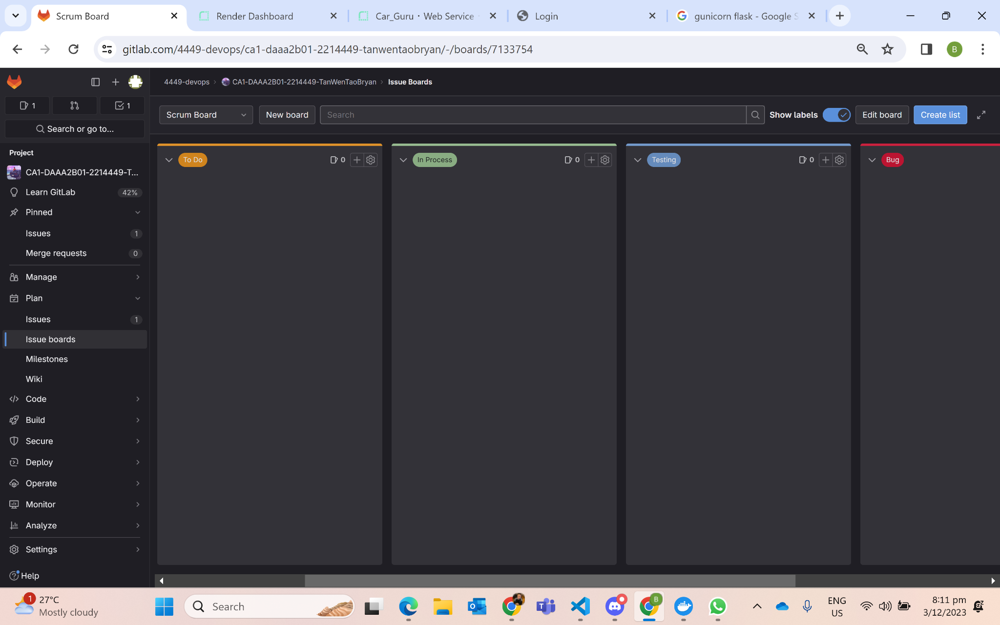 Scrum Board
Render Dashboard
Car_Guru · Web Service
Login
gunicorn flask - Google S
gitlab.com/4449-devops/ca1-daaa2b01-2214449-tanwentaobryan/-/boards/7133754
B
4449-devops
CA1-DAAA2B01-2214449-TanWenTaoBryan
Issue Boards
1
1
Search or go to...
Scrum Board
New board
Search
Show labels
Edit board
Create list
Project
CA1-DAAA2B01-2214449-T...
Learn GitLab
42%
Pinned
Issues
1
Merge requests
0
Manage
Plan
Issues
1
Issue boards
Milestones
Wiki
Code
Build
Secure
Deploy
Operate
Monitor
Analyze
Settings
Help
To Do
0
In Process
0
Testing
0
Bug
1
27°C
Mostly cloudy
Search
B
ENG
US
8:11 pm
3/12/2023